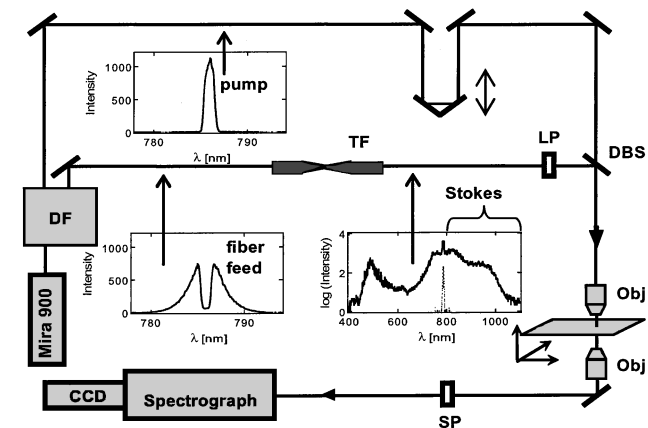 1000
500
0
Intensity
pump
780
790
λ [nm]
TF
LP
DBS
DF
Mira 900
1000
500
0
Intensity
fiber
feed
780
790
λ [nm]
Stokes
4
2
0
log (Intensity)
400
600
800
1000
λ [nm]
Obj
Obj
CCD
Spectrograph
SP